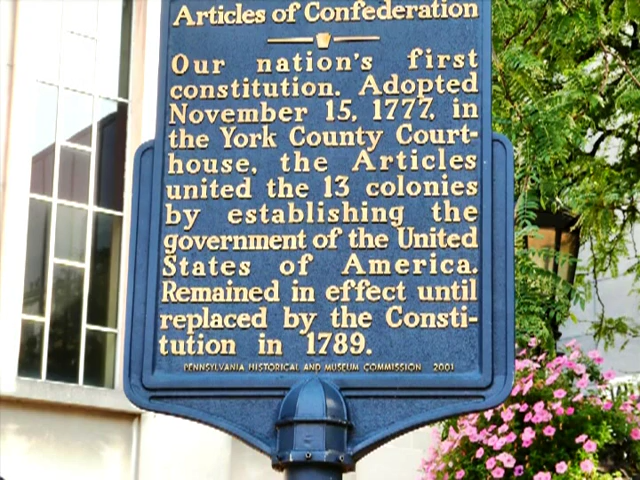 Articles of Confederation
Our nation's first
constitution. Adopted
November 15, 1777, in
the York County Court-
house, the Articles
united the 13 colonies
by establishing the
government of the United
States of America.
Remained in effect until
replaced by the Consti-
tution in 1789.
PENNSYLVANIA HISTORICAL AND MUSEUM COMMISSION 2001